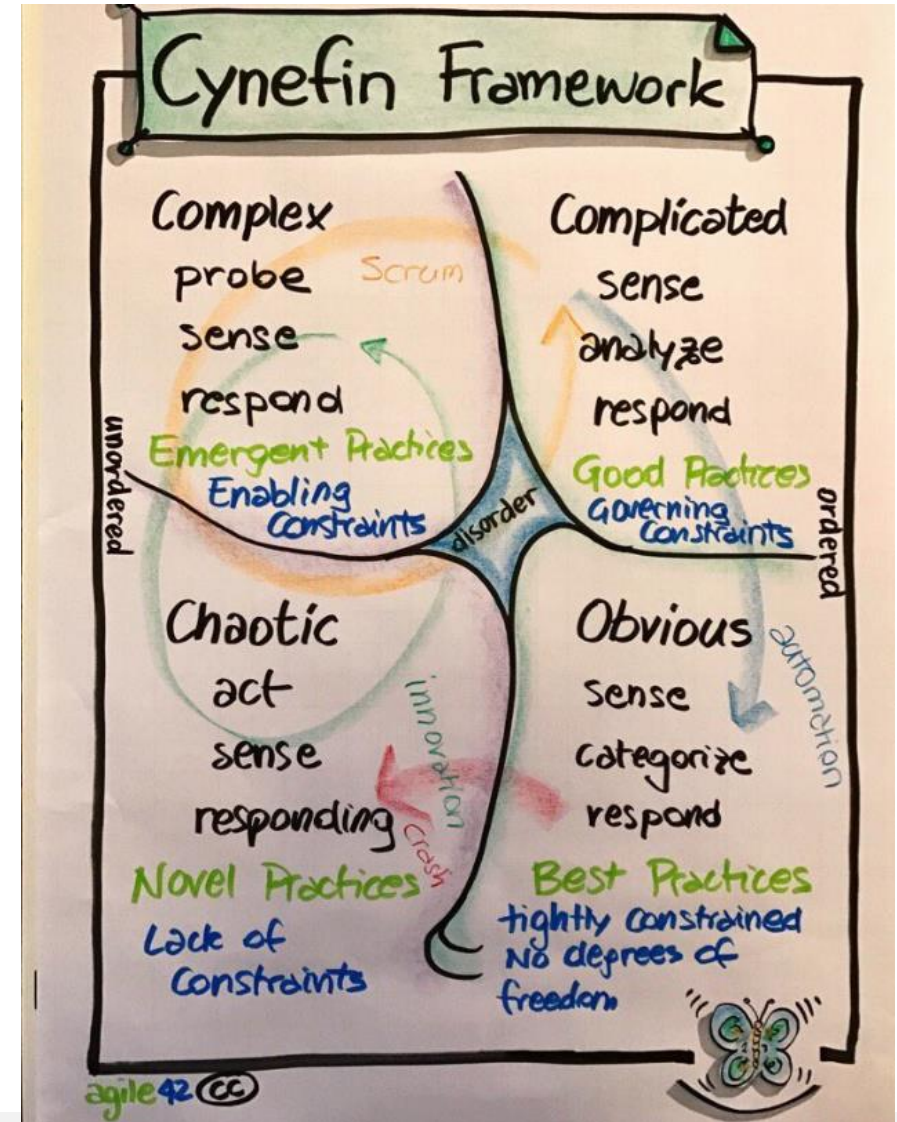 Cynefin Framework
Complex
probe
sense
respond
Emergent Practices
Enabling
Constraints
Scrum
Complicated
sense
analyze
respond
Good Practices
Governing
Constraints
unordered
disorder
ordered
Chaotic
act
sense
responding
Novel Practices
Lack of
Constraints
innovation
crash
Obvious
sense
categorize
respond
Best Practices
tightly constrained
No degrees of
freedom
automation
agile42 cc